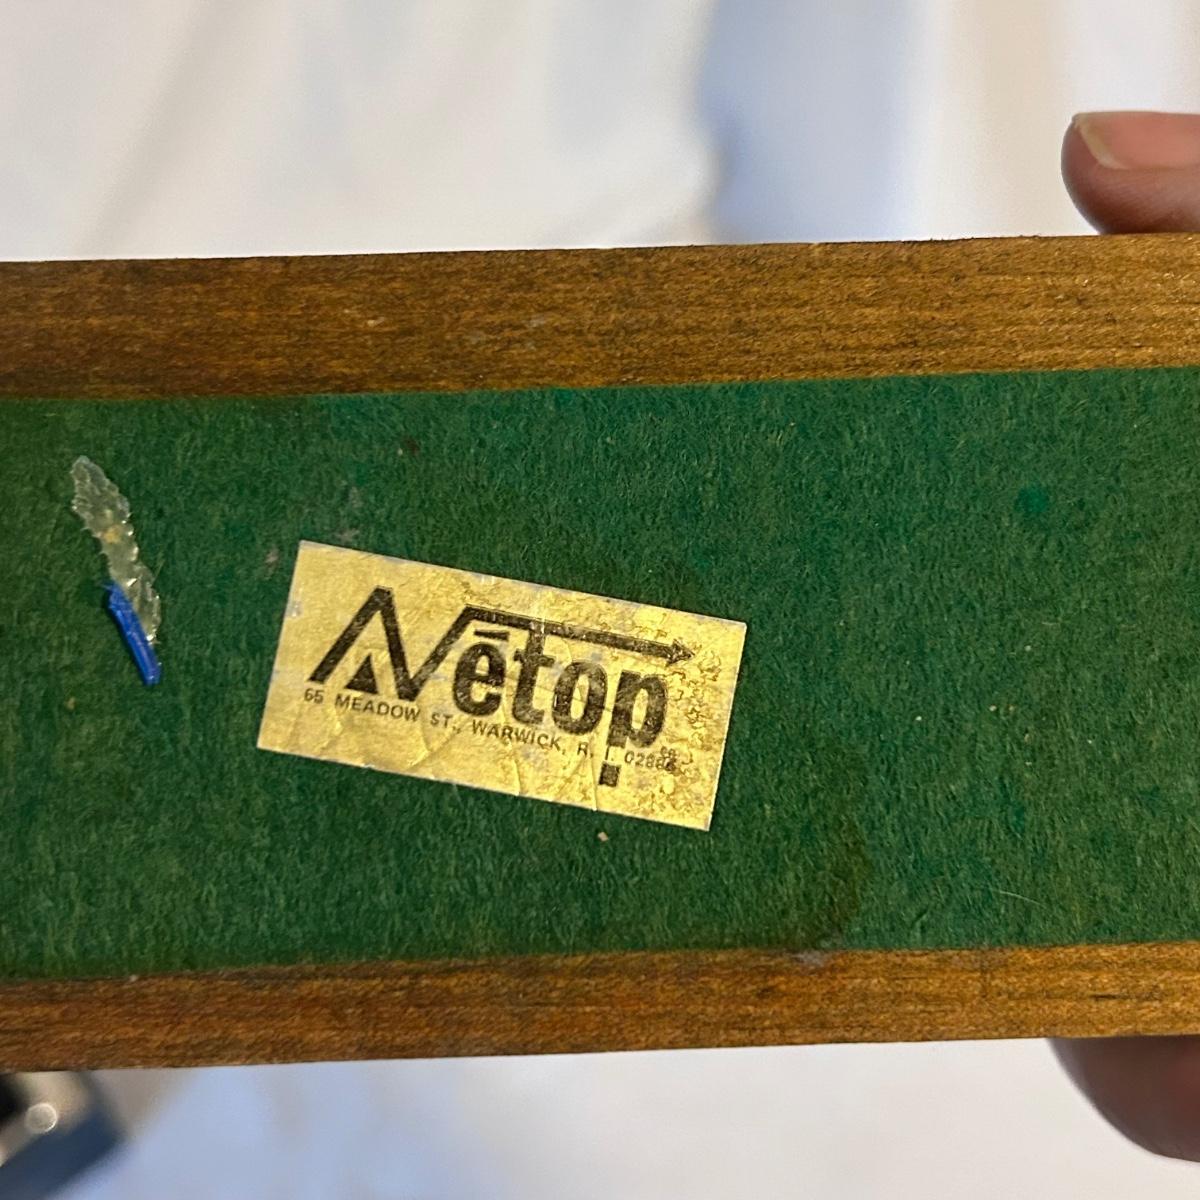 Nētop
65 MEADOW ST., WARWICK, R. I. 02886